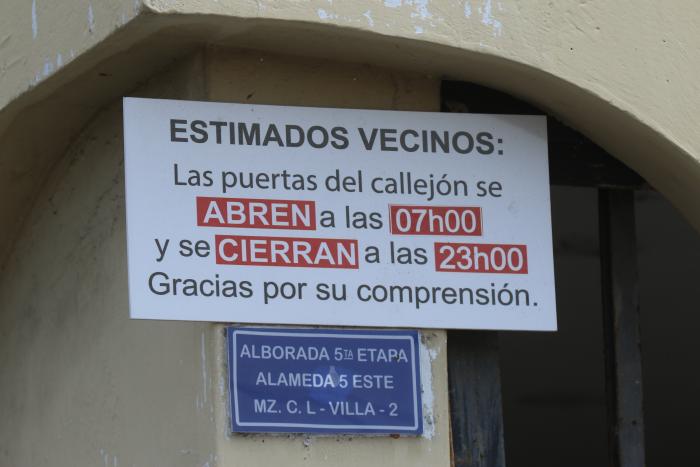 ESTIMADOS VECINOS:
Las puertas del callejón se
ABREN a las 07h00
y se CIERRAN a las 23h00
Gracias por su comprensión.
ALBORADA 5TA ETAPA
ALAMEDA 5 ESTE
MZ. C. L - VILLA - 2